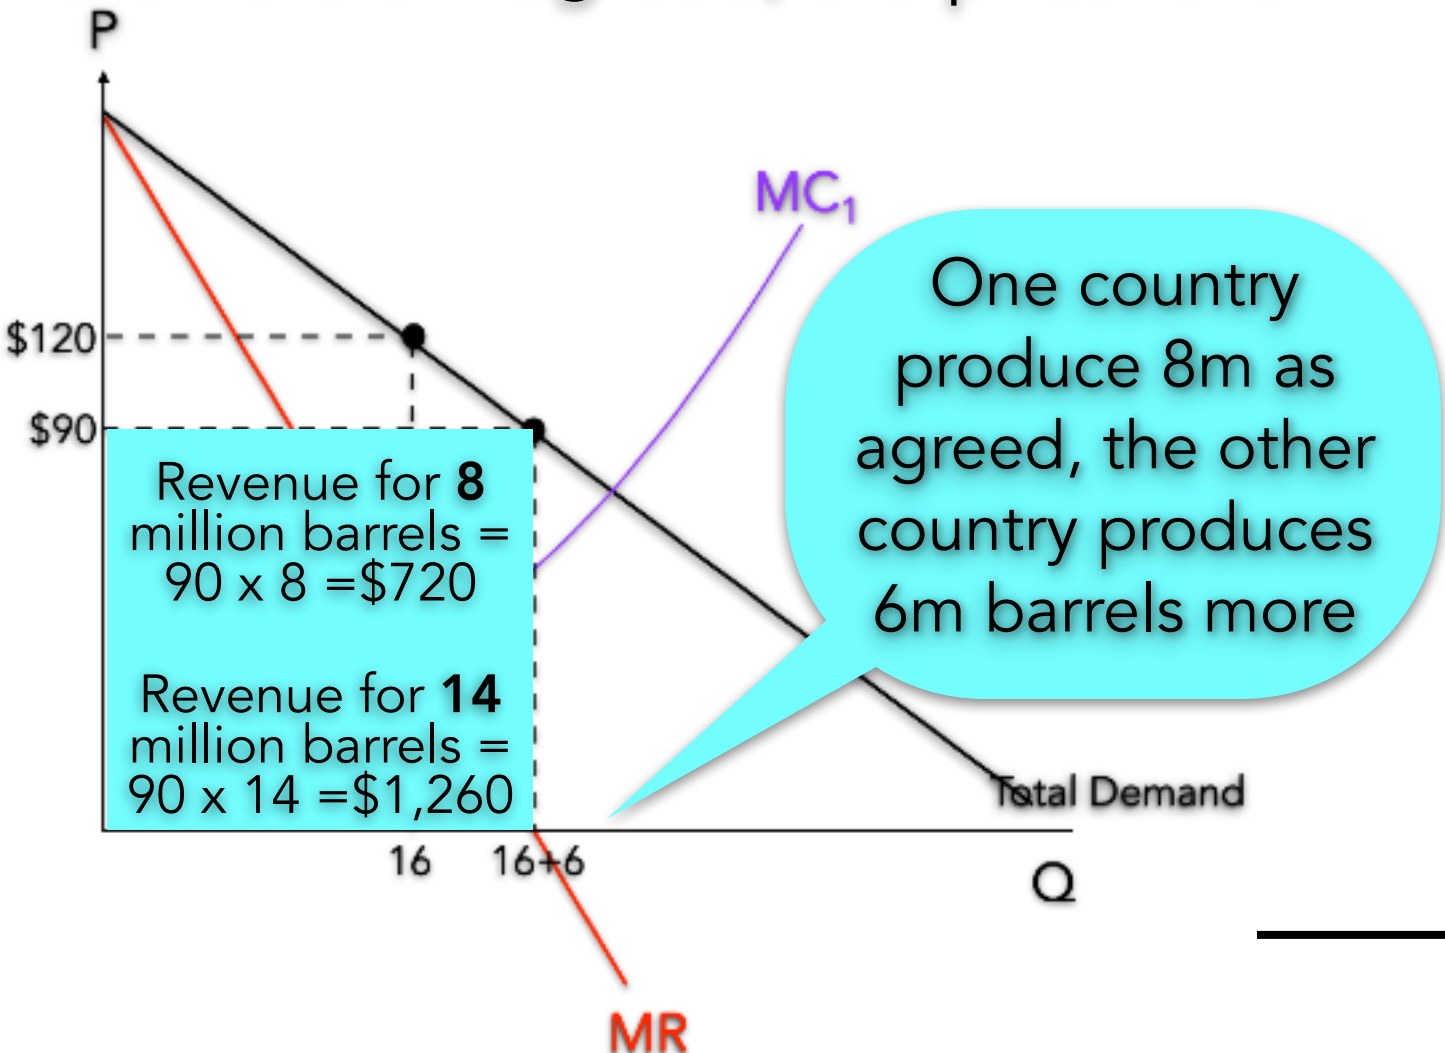 P
MC₁
$120
$90
One country
produce 8m as
agreed, the other
country produces
6m barrels more
Revenue for 8
million barrels =
90 x 8 =$720
Revenue for 14
million barrels =
90 x 14 =$1,260
Total Demand
16
16+6
Q
MR